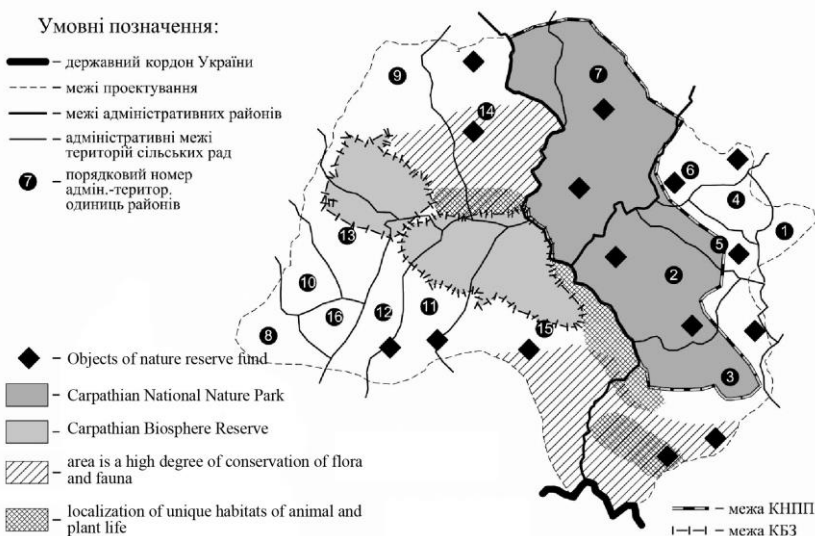 Умовні позначення:
– державний кордон України
– межі проектування
– межі адміністративних районів
– адміністративні межі
територій сільських рад
7 – порядковий номер
адмін.-територ.
одиниць районів
9
14
7
6
4
1
5
2
3
13
10
16
8
12
11
15
– Objects of nature reserve fund
– Carpathian National Nature Park
– Carpathian Biosphere Reserve
– area is a high degree of conservation of flora
and fauna
– localization of unique habitats of animal and
plant life
– межа КНПП
– межа КБЗ